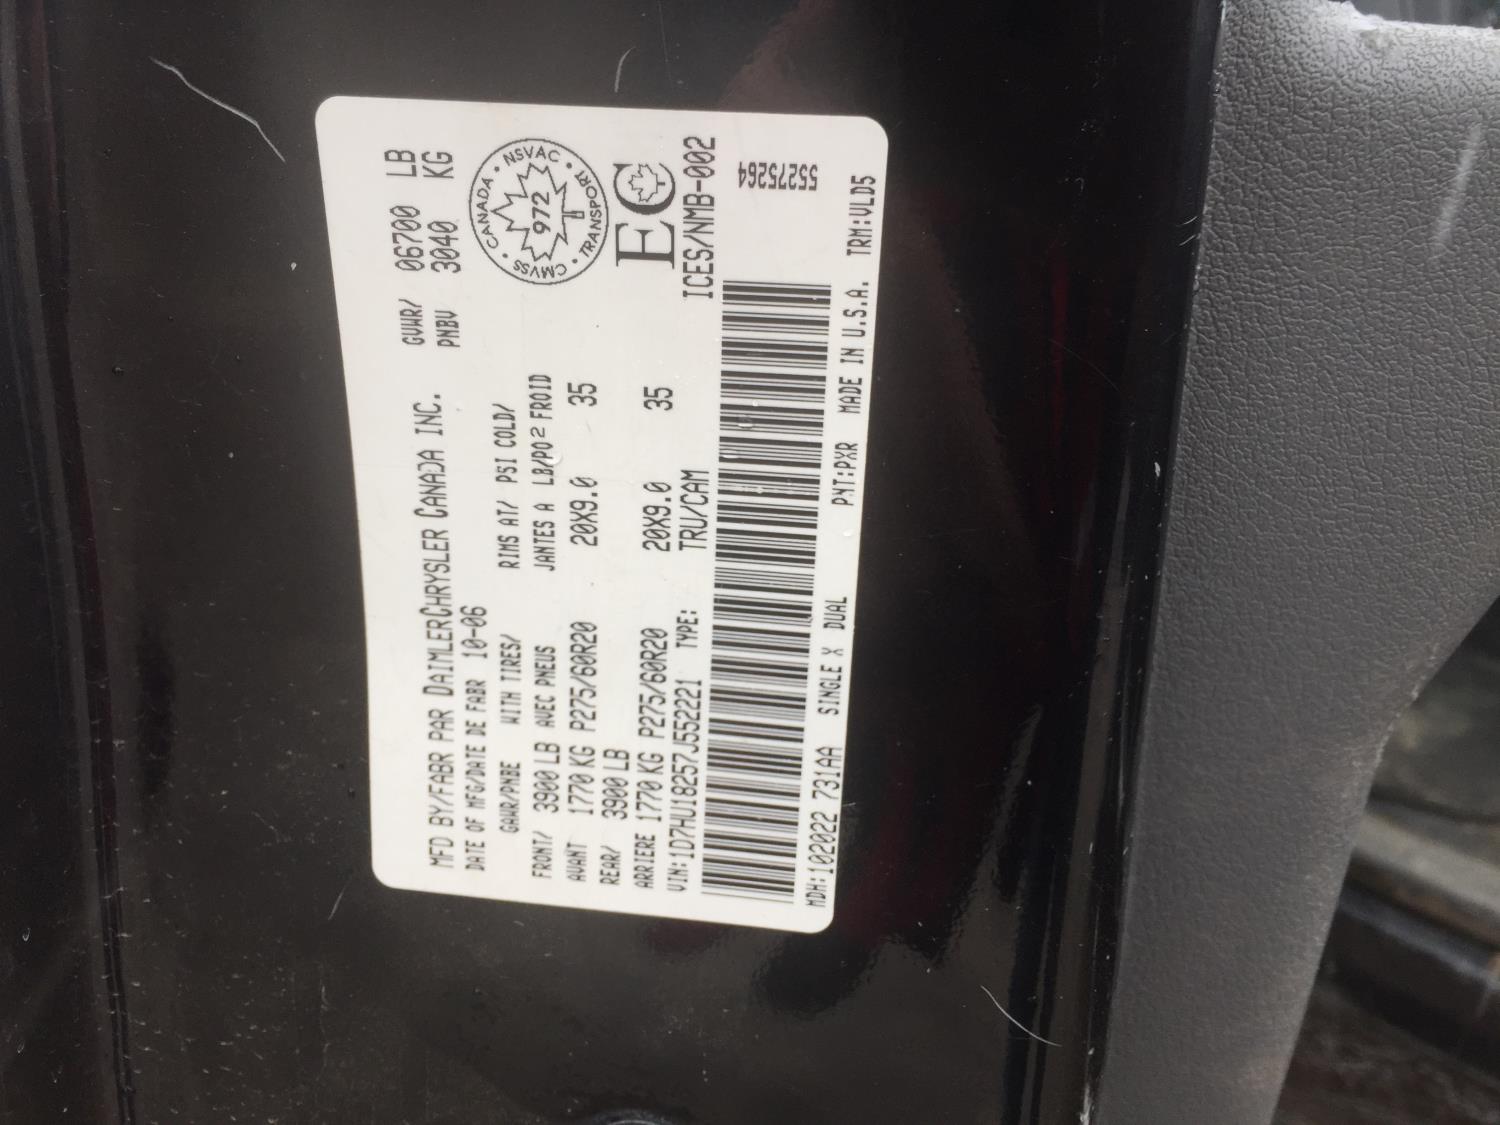 MFD BY/FABR PAR DAIMLERCHRYSLER CANADA INC. GVWR/ 06700 LB
DATE OF MFG/DATE DE FABR 10-06 PNBV 3040 KG
GAWR/PNBE WITH TIRES/ RIMS AT/ PSI COLD/
FRONT/ 3900 LB AVEC PNEUS JANTES A LB/PO2 FROID
AVANT 1770 KG P275/60R20 20X9.0 35
REAR/ 3900 LB
ARRIERE 1770 KG P275/60R20 20X9.0 35
VIN:1D7HU18257J552221 TYPE: TRU/CAM ICES/NMB-002
MDH:102022 731AA SINGLE X DUAL PNT:PXR MADE IN U.S.A. TRM:VLD5
CANADA • NSVAC • TRANSPORT • CMVSS •
972
EC
55275264